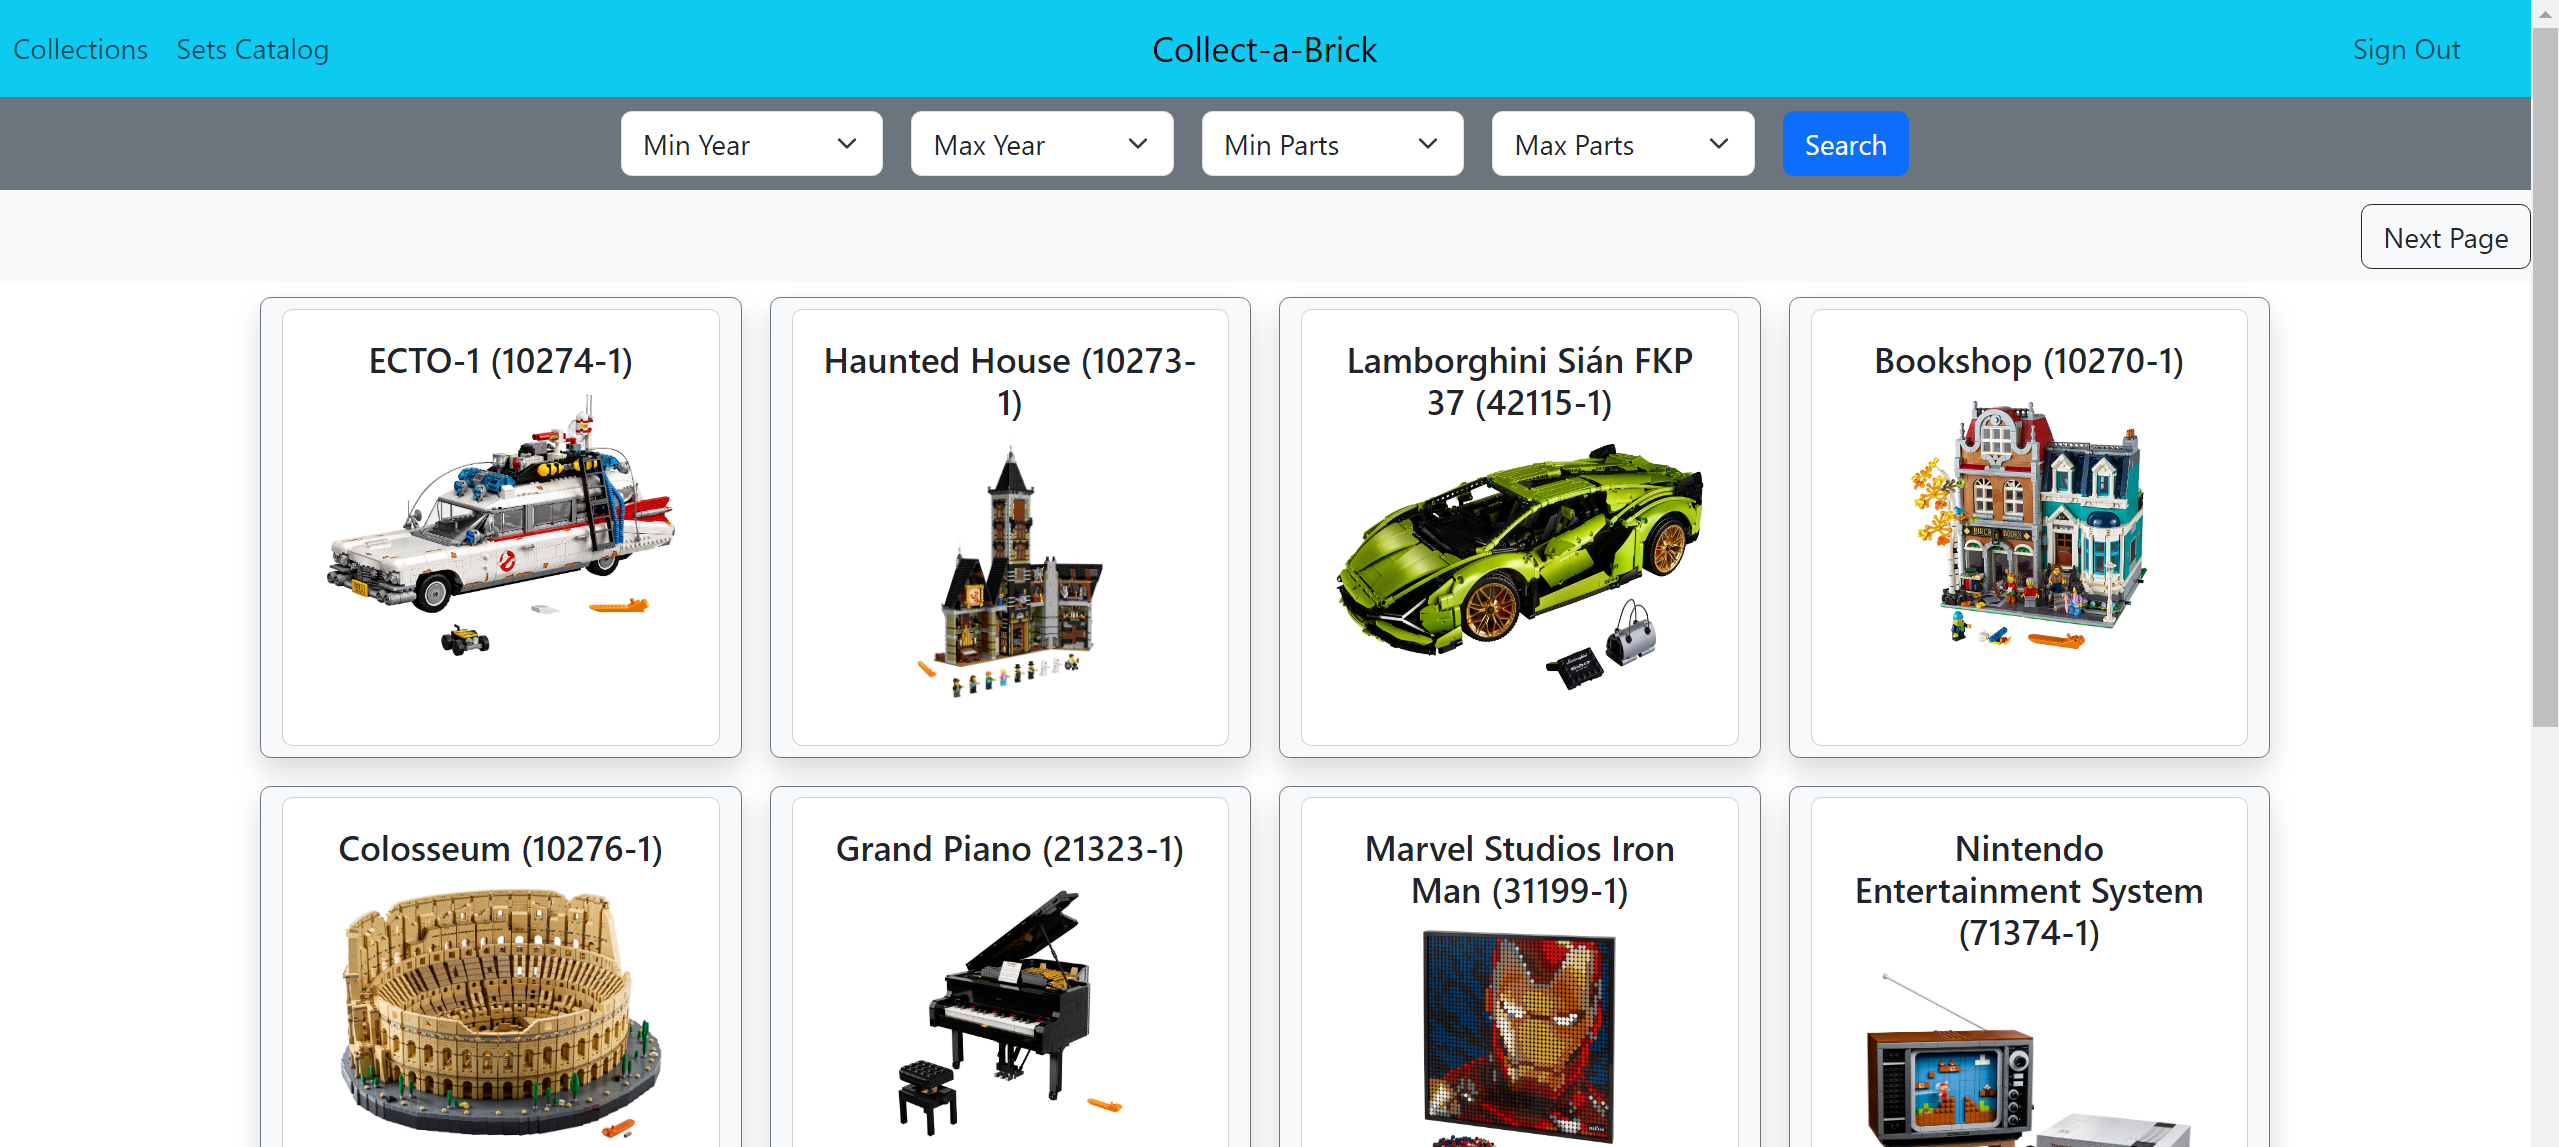 Collections Sets Catalog Collect-a-Brick Sign Out
Min Year Max Year Min Parts Max Parts Search
Next Page
ECTO-1 (10274-1)
Haunted House (10273-
1)
Lamborghini Sián FKP
37 (42115-1)
Bookshop (10270-1)
BIRCH BOOKS
Colosseum (10276-1)
Grand Piano (21323-1)
Marvel Studios Iron
Man (31199-1)
Nintendo
Entertainment System
(71374-1)